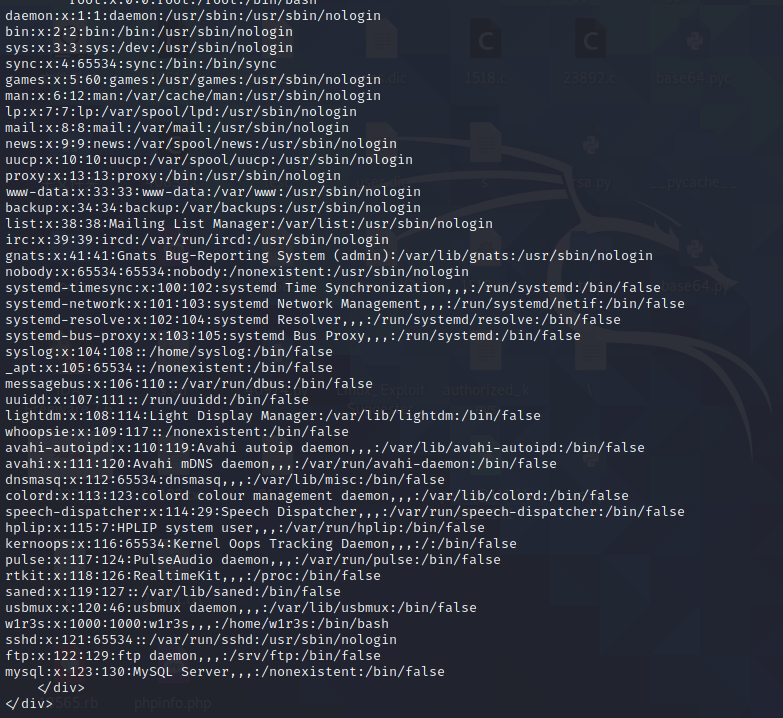 root:x:0:0:root:/root:/bin/bash
daemon:x:1:1:daemon:/usr/sbin:/usr/sbin/nologin
bin:x:2:2:bin:/bin:/usr/sbin/nologin
sys:x:3:3:sys:/dev:/usr/sbin/nologin
sync:x:4:65534:sync:/bin:/bin/sync
games:x:5:60:games:/usr/games:/usr/sbin/nologin
man:x:6:12:man:/var/cache/man:/usr/sbin/nologin
lp:x:7:7:lp:/var/spool/lpd:/usr/sbin/nologin
mail:x:8:8:mail:/var/mail:/usr/sbin/nologin
news:x:9:9:news:/var/spool/news:/usr/sbin/nologin
uucp:x:10:10:uucp:/var/spool/uucp:/usr/sbin/nologin
proxy:x:13:13:proxy:/bin:/usr/sbin/nologin
www-data:x:33:33:www-data:/var/www:/usr/sbin/nologin
backup:x:34:34:backup:/var/backups:/usr/sbin/nologin
list:x:38:38:Mailing List Manager:/var/list:/usr/sbin/nologin
irc:x:39:39:ircd:/var/run/ircd:/usr/sbin/nologin
gnats:x:41:41:Gnats Bug-Reporting System (admin):/var/lib/gnats:/usr/sbin/nologin
nobody:x:65534:65534:nobody:/nonexistent:/usr/sbin/nologin
systemd-timesync:x:100:102:systemd Time Synchronization,,,:/run/systemd:/bin/false
systemd-network:x:101:103:systemd Network Management,,,:/run/systemd/netif:/bin/false
systemd-resolve:x:102:104:systemd Resolver,,,:/run/systemd/resolve:/bin/false
systemd-bus-proxy:x:103:105:systemd Bus Proxy,,,:/run/systemd:/bin/false
syslog:x:104:108::/home/syslog:/bin/false
_apt:x:105:65534::/nonexistent:/bin/false
messagebus:x:106:110::/var/run/dbus:/bin/false
uuidd:x:107:111::/run/uuidd:/bin/false
lightdm:x:108:114:Light Display Manager:/var/lib/lightdm:/bin/false
whoopsie:x:109:117::/nonexistent:/bin/false
avahi-autoipd:x:110:119:Avahi autoip daemon,,,:/var/lib/avahi-autoipd:/bin/false
avahi:x:111:120:Avahi mDNS daemon,,,:/var/run/avahi-daemon:/bin/false
dnsmasq:x:112:65534:dnsmasq,,,:/var/lib/misc:/bin/false
colord:x:113:123:colord colour management daemon,,,:/var/lib/colord:/bin/false
speech-dispatcher:x:114:29:Speech Dispatcher,,,:/var/run/speech-dispatcher:/bin/false
hplip:x:115:7:HPLIP system user,,,:/var/run/hplip:/bin/false
kernoops:x:116:65534:Kernel Oops Tracking Daemon,,,:/:/bin/false
pulse:x:117:124:PulseAudio daemon,,,:/var/run/pulse:/bin/false
rtkit:x:118:126:RealtimeKit,,,:/proc:/bin/false
saned:x:119:127::/var/lib/saned:/bin/false
usbmux:x:120:46:usbmux daemon,,,:/var/lib/usbmux:/bin/false
w1r3s:x:1000:1000:w1r3s,,,:/home/w1r3s:/bin/bash
sshd:x:121:65534::/var/run/sshd:/usr/sbin/nologin
ftp:x:122:129:ftp daemon,,,:/srv/ftp:/bin/false
mysql:x:123:130:MySQL Server,,,:/nonexistent:/bin/false
</div>
</div>
phpinfo.php